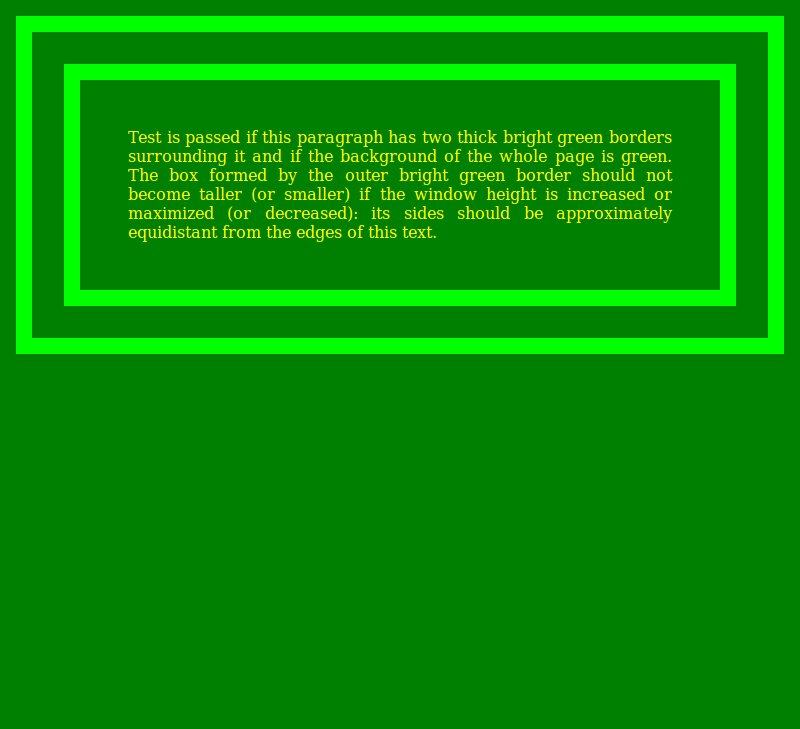 Test is passed if this paragraph has two thick bright green borders
surrounding it and if the background of the whole page is green.
The box formed by the outer bright green border should not
become taller (or smaller) if the window height is increased or
maximized (or decreased): its sides should be approximately
equidistant from the edges of this text.